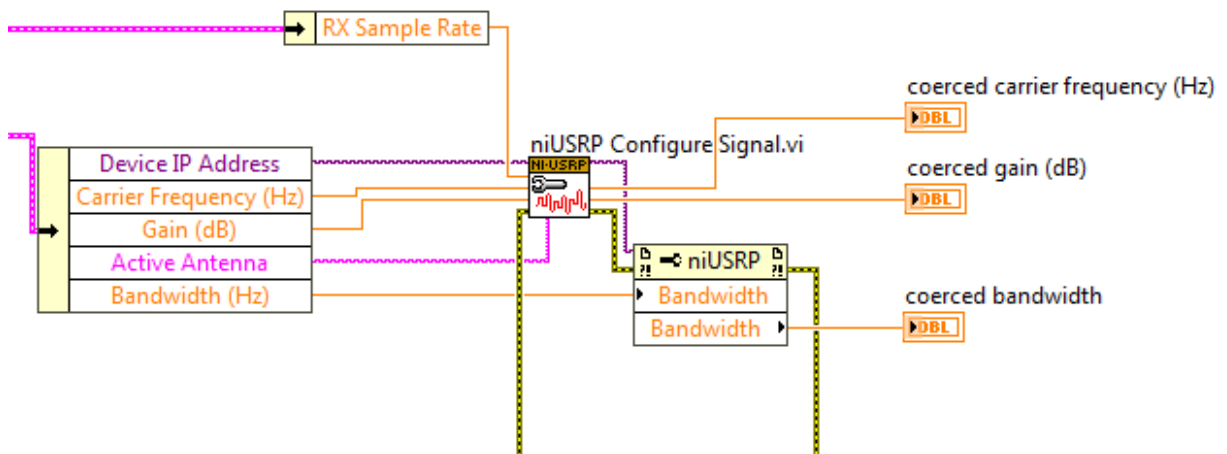 RX Sample Rate
coerced carrier frequency (Hz)
DBL
niUSRP Configure Signal.vi
NI-USRP
Device IP Address
Carrier Frequency (Hz)
Gain (dB)
Active Antenna
Bandwidth (Hz)
coerced gain (dB)
DBL
?! niUSRP ?!
Bandwidth
Bandwidth
coerced bandwidth
DBL